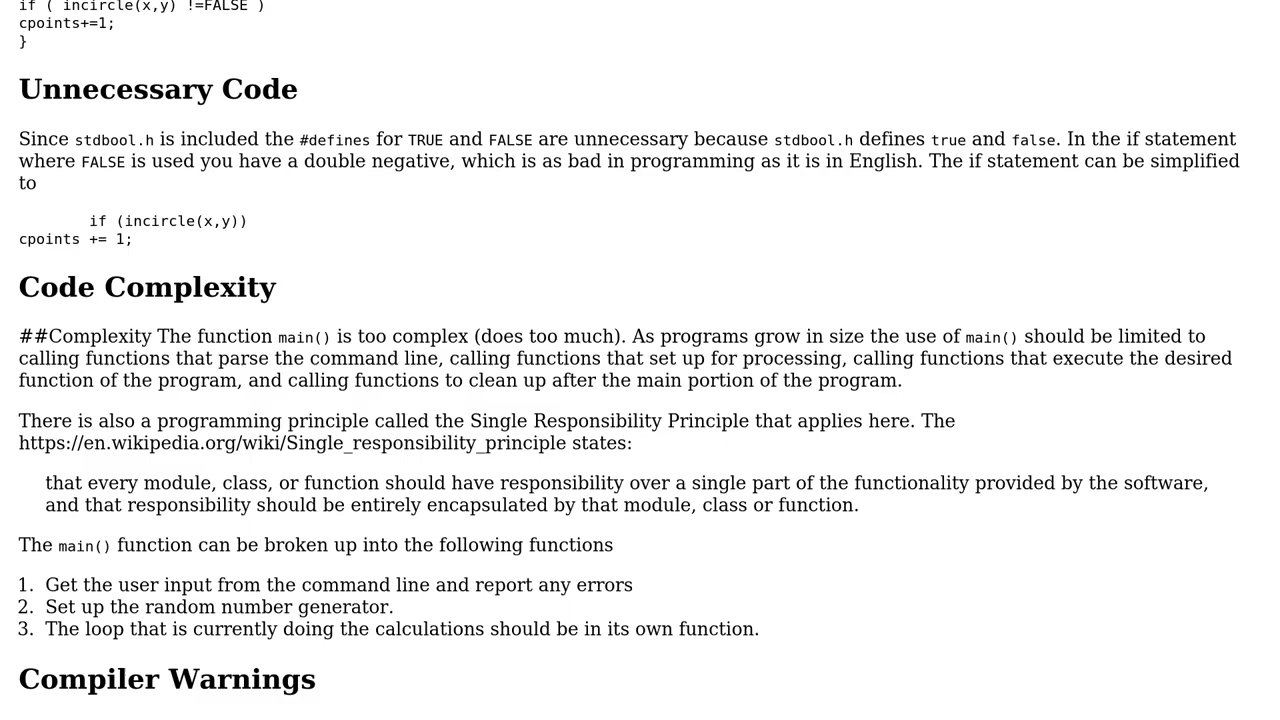 if ( incircle(x,y) !=FALSE )
cpoints+=1;
}
Unnecessary Code
Since stdbool.h is included the #defines for TRUE and FALSE are unnecessary because stdbool.h defines true and false. In the if statement
where FALSE is used you have a double negative, which is as bad in programming as it is in English. The if statement can be simplified
to
if (incircle(x,y))
cpoints += 1;
Code Complexity
##Complexity The function main() is too complex (does too much). As programs grow in size the use of main() should be limited to
calling functions that parse the command line, calling functions that set up for processing, calling functions that execute the desired
function of the program, and calling functions to clean up after the main portion of the program.
There is also a programming principle called the Single Responsibility Principle that applies here. The
https://en.wikipedia.org/wiki/Single_responsibility_principle states:
that every module, class, or function should have responsibility over a single part of the functionality provided by the software,
and that responsibility should be entirely encapsulated by that module, class or function.
The main() function can be broken up into the following functions
1. Get the user input from the command line and report any errors
2. Set up the random number generator.
3. The loop that is currently doing the calculations should be in its own function.
Compiler Warnings